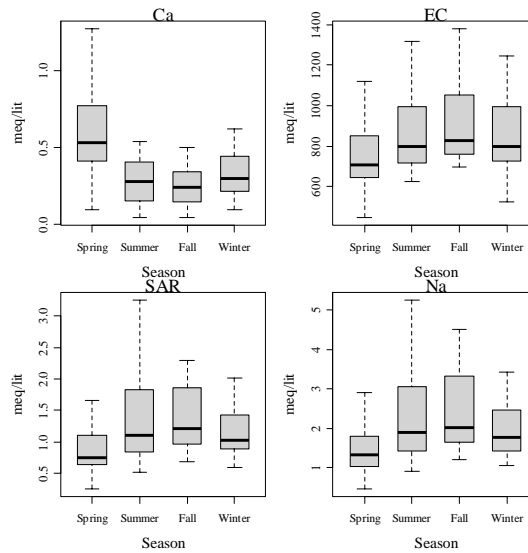 Ca
meq/lit
0.0 0.5 1.0
Spring Summer Fall Winter
Season
EC
meq/lit
600 800 1000 1200 1400
Spring Summer Fall Winter
Season
SAR
meq/lit
0.5 1.0 1.5 2.0 2.5 3.0
Spring Summer Fall Winter
Season
Na
meq/lit
1 2 3 4 5
Spring Summer Fall Winter
Season